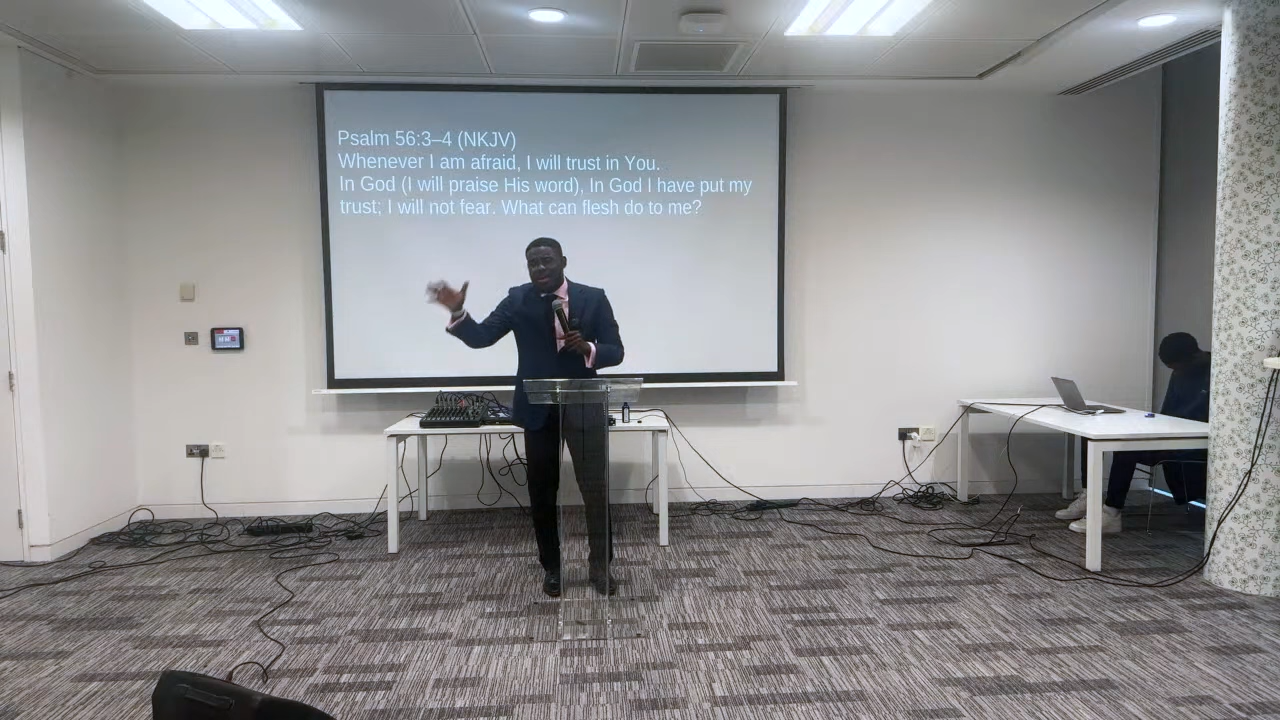 Psalm 56:3–4 (NKJV)
Whenever I am afraid, I will trust in You.
In God (I will praise His word), In God I have put my
trust; I will not fear. What can flesh do to me?